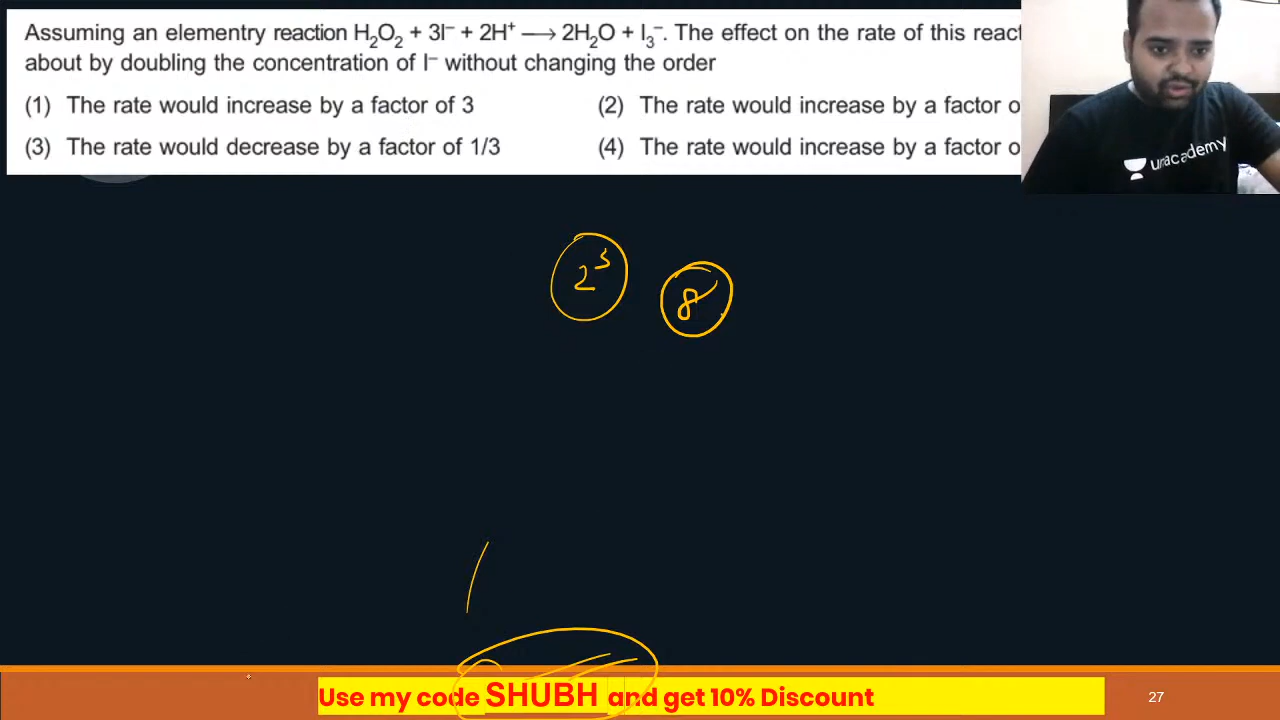 Assuming an elementry reaction H₂O₂ + 3I⁻ + 2H⁺ ⟶ 2H₂O + I₃⁻. The effect on the rate of this react
about by doubling the concentration of I⁻ without changing the order
(1) The rate would increase by a factor of 3 (2) The rate would increase by a factor o
(3) The rate would decrease by a factor of 1/3 (4) The rate would increase by a factor o
unacademy
2³ 8
Use my code SHUBH and get 10% Discount
27